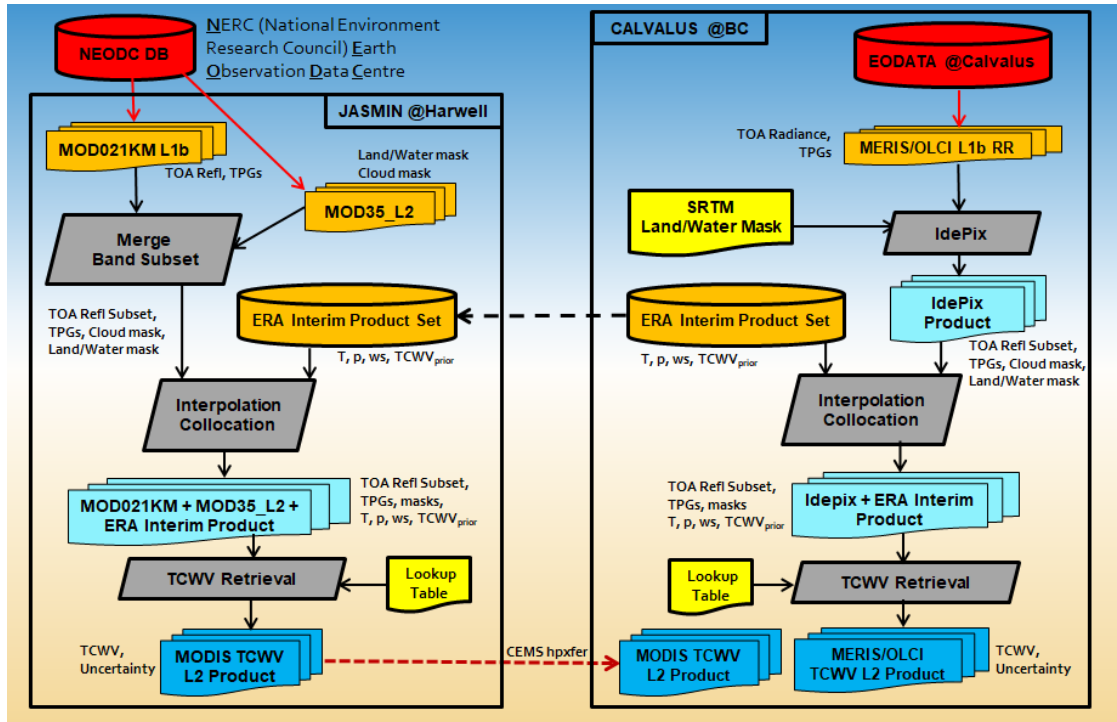 NEODC DB
NERC (National Environment
Research Council) Earth
Observation Data Centre
JASMIN @Harwell
MOD021KM L1b
TOA Refl, TPGs
Land/Water mask
Cloud mask
MOD35_L2
Merge
Band Subset
TOA Refl Subset,
TPGs, Cloud mask,
Land/Water mask
ERA Interim Product Set
T, p, ws, TCWVprior
Interpolation
Collocation
MOD021KM + MOD35_L2 +
ERA Interim Product
TOA Refl Subset,
TPGs, masks,
T, p, ws, TCWVprior
TCWV Retrieval
Lookup
Table
TCWV,
Uncertainty
MODIS TCWV
L2 Product
CEMS hpxfer
CALVALUS @BC
EODATA @Calvalus
TOA Radiance,
TPGs
MERIS/OLCI L1b RR
SRTM
Land/Water Mask
IdePix
IdePix
Product
ERA Interim Product Set
T, p, ws, TCWVprior
TOA Refl Subset,
TPGs, Cloud mask,
Land/Water mask
Interpolation
Collocation
TOA Refl Subset,
TPGs, masks
T, p, ws, TCWVprior
Idepix + ERA Interim
Product
Lookup
Table
TCWV Retrieval
MODIS TCWV
L2 Product
MERIS/OLCI
TCWV L2 Product
TCWV,
Uncertainty